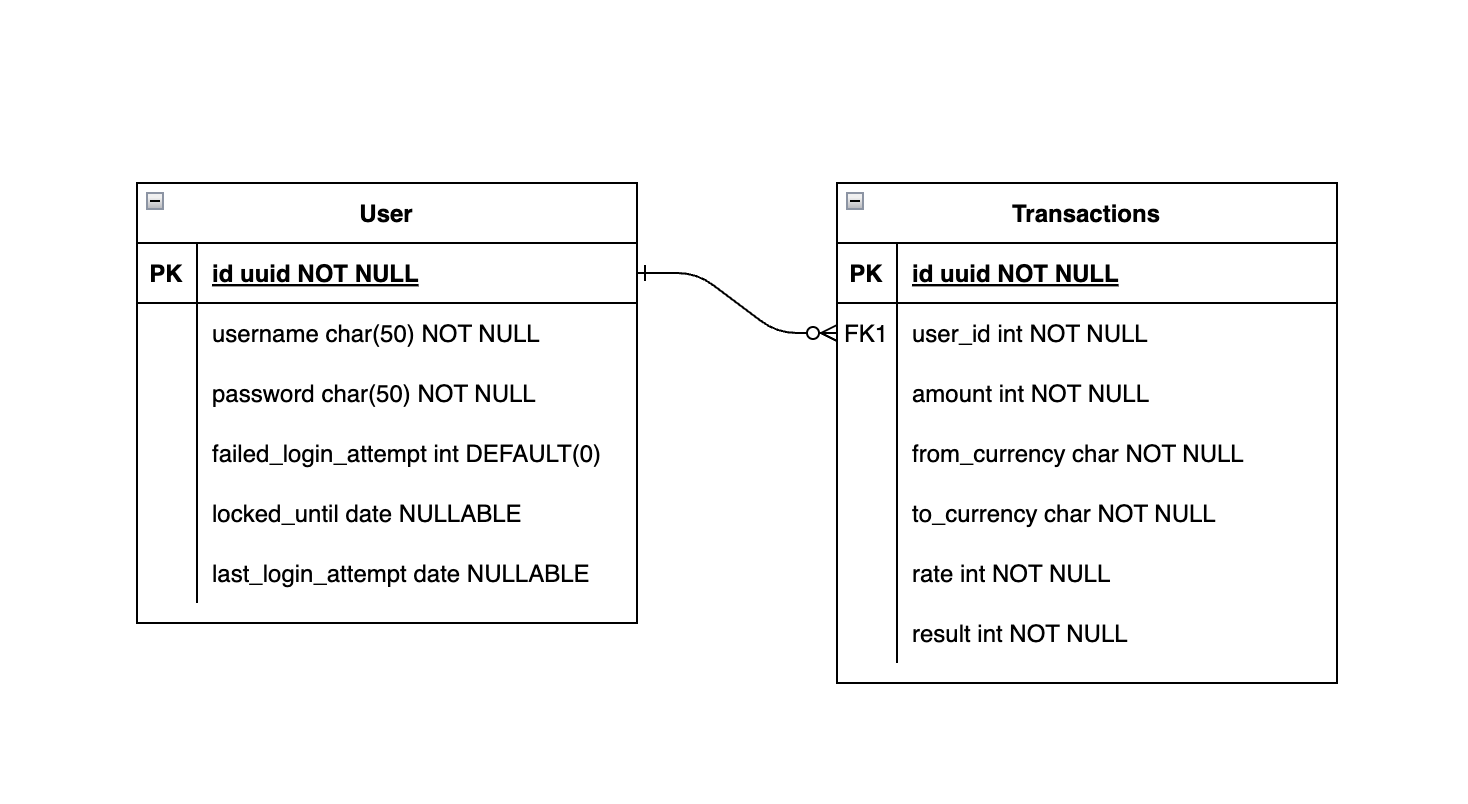 User
PK id uuid NOT NULL
username char(50) NOT NULL
password char(50) NOT NULL
failed_login_attempt int DEFAULT(0)
locked_until date NULLABLE
last_login_attempt date NULLABLE
Transactions
PK id uuid NOT NULL
FK1 user_id int NOT NULL
amount int NOT NULL
from_currency char NOT NULL
to_currency char NOT NULL
rate int NOT NULL
result int NOT NULL